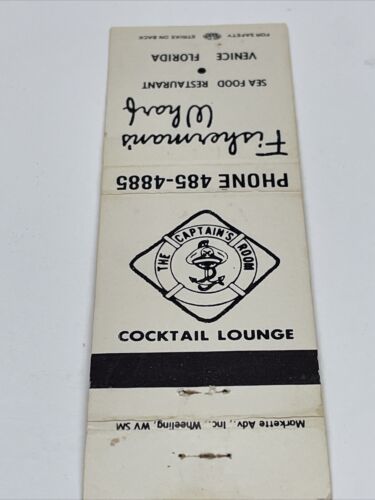 FOR SAFETY STRIKE ON BACK
VENICE FLORIDA
SEA FOOD RESTAURANT
Fisherman's
Wharf
PHONE 485-4885
THE CAPTAIN'S ROOM
COCKTAIL LOUNGE
Markette Adv., Inc., Wheeling, WV SM